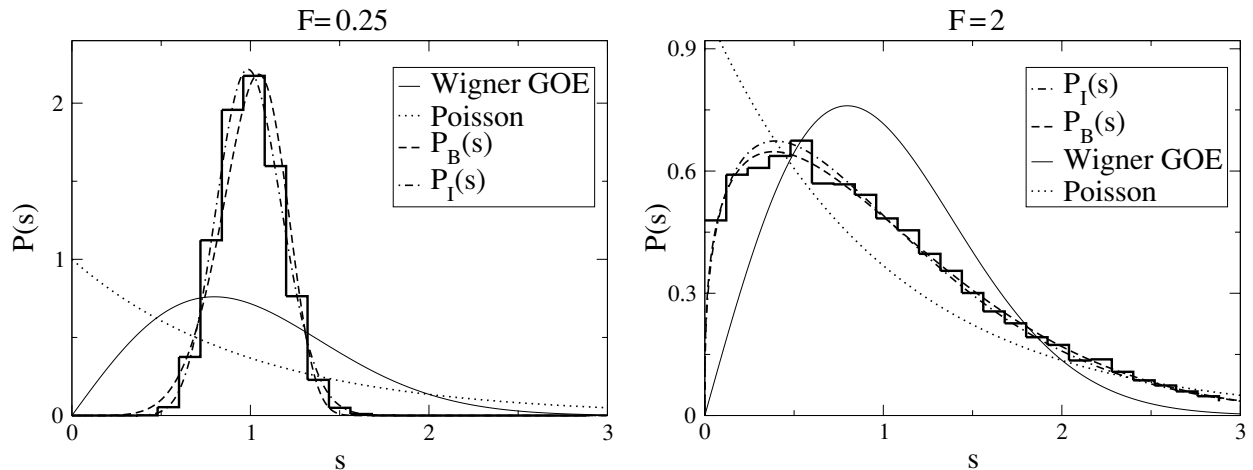 F=0.25
2
1
0
P(s)
Wigner GOE
Poisson
P_B(s)
P_I(s)
0
1
2
3
s
F=2
0.9
0.6
0.3
0
P(s)
P_I(s)
P_B(s)
Wigner GOE
Poisson
0
1
2
3
s